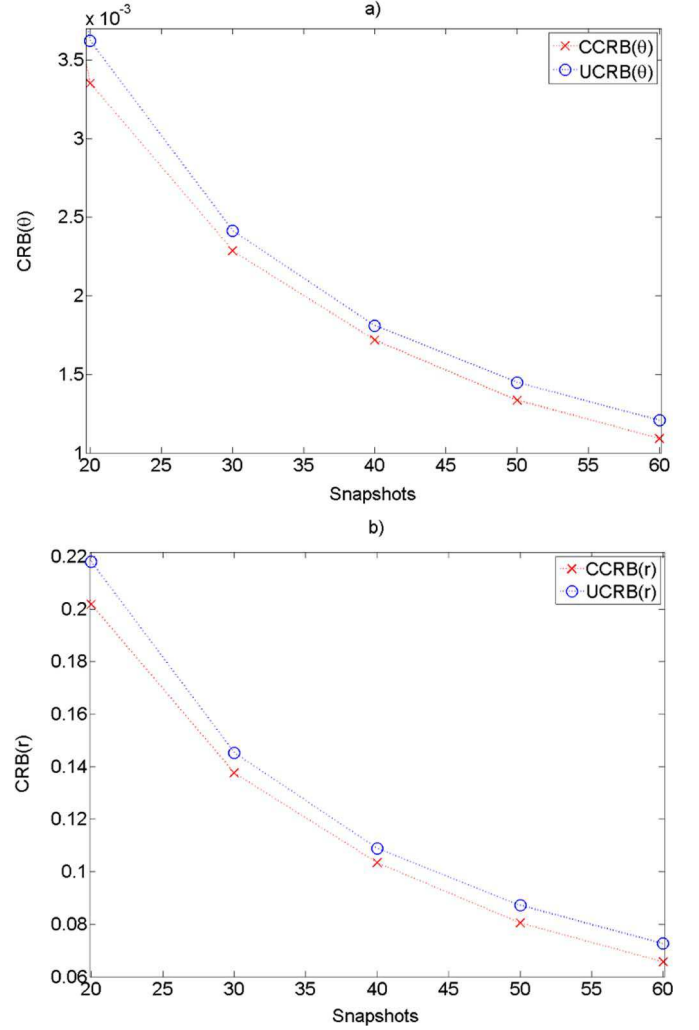 a)
x 10^-3
CCRB(θ)
UCRB(θ)
3.5
3
2.5
2
1.5
1
CRB(θ)
20 25 30 35 40 45 50 55 60
Snapshots
b)
CCRB(r)
UCRB(r)
0.22
0.2
0.18
0.16
0.14
0.12
0.1
0.08
0.06
CRB(r)
20 25 30 35 40 45 50 55 60
Snapshots